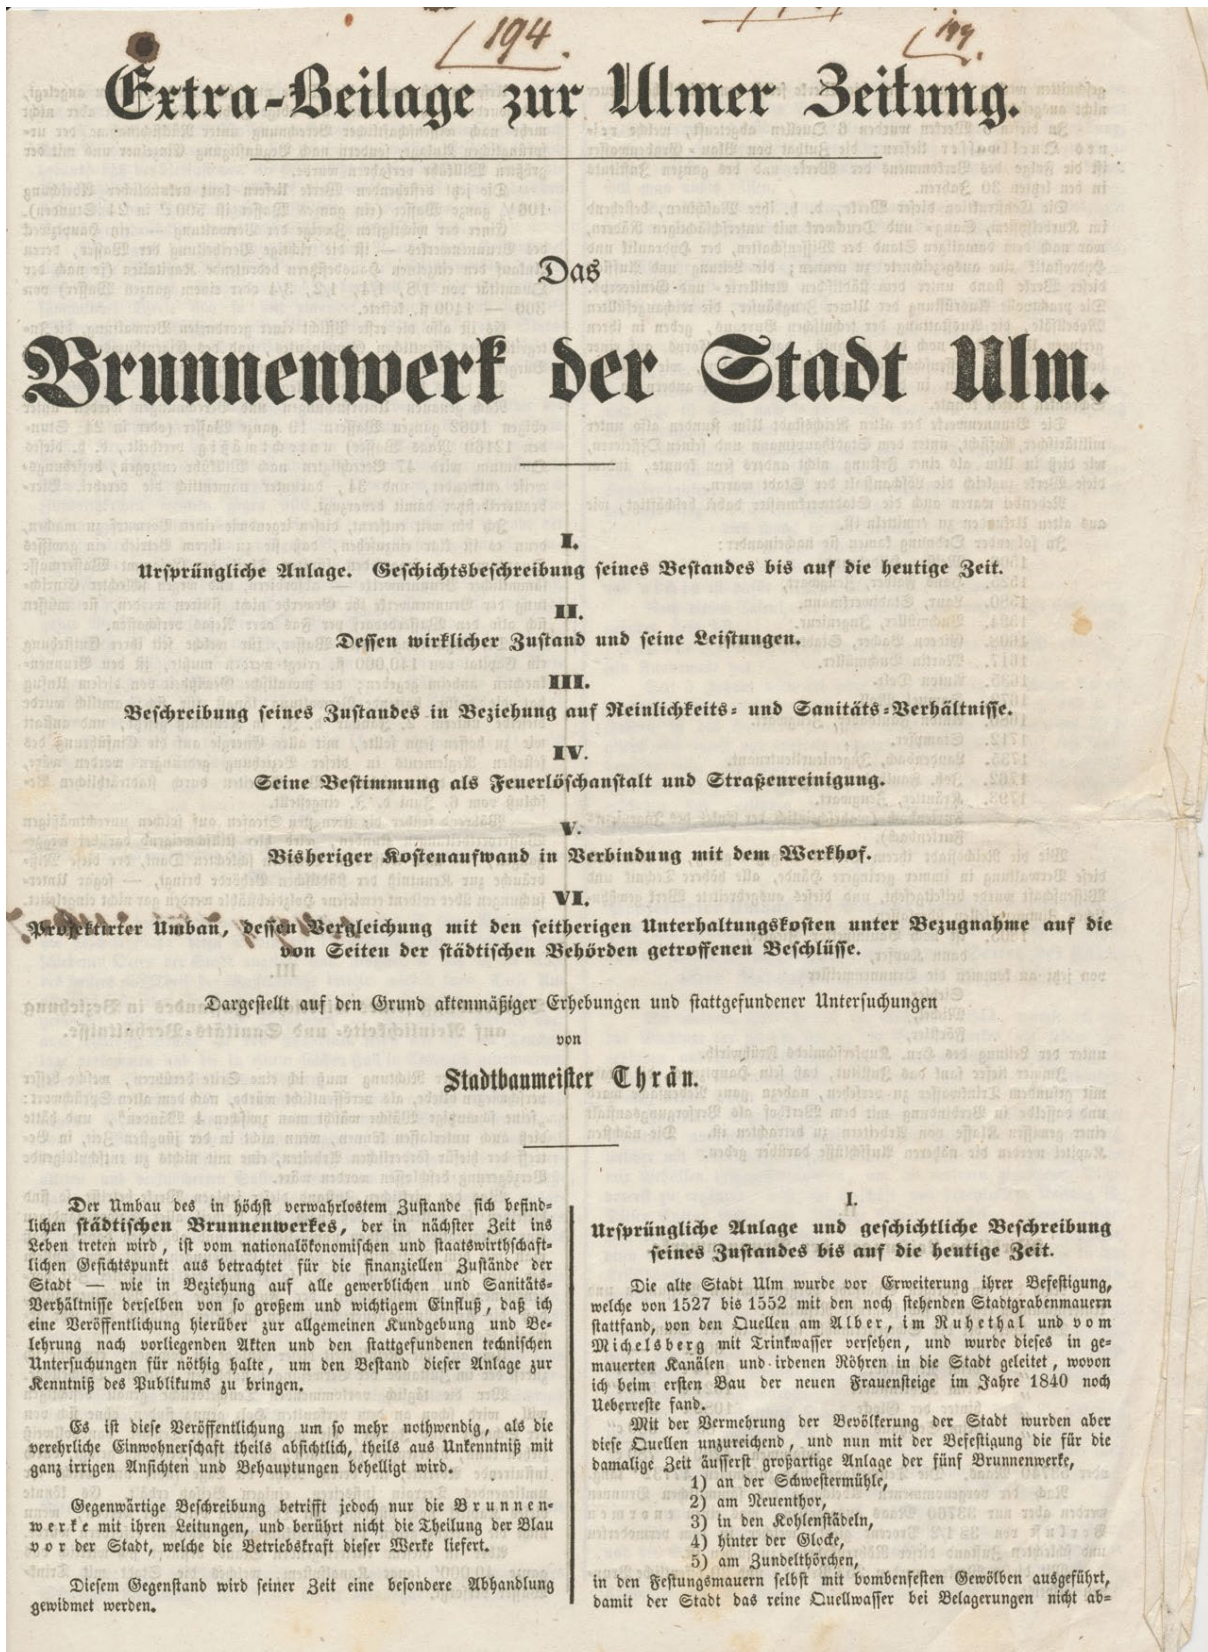 194.
199.
Extra-Beilage zur Ulmer Zeitung.
Das
Brunnenwerk der Stadt Ulm.
I.
Ursprüngliche Anlage. Geschichtsbeschreibung seines Bestandes bis auf die heutige Zeit.
II.
Dessen wirklicher Zustand und seine Leistungen.
III.
Beschreibung seines Zustandes in Beziehung auf Reinlichkeits- und Sanitäts-Verhältnisse.
IV.
Seine Bestimmung als Feuerlöschanstalt und Straßenreinigung.
V.
Bisheriger Kostenaufwand in Verbindung mit dem Werkhof.
VI.
Projektirter Umbau, dessen Vergleichung mit den seitherigen Unterhaltungskosten unter Bezugnahme auf die
von Seiten der städtischen Behörden getroffenen Beschlüsse.
Dargestellt auf den Grund aktenmäßiger Erhebungen und stattgefundener Untersuchungen
von
Stadtbaumeister Thrän.
Der Umbau des in höchst verwahrlostem Zustande sich befind-
lichen städtischen Brunnenwerkes, der in nächster Zeit ins
Leben treten wird, ist vom nationalökonomischen und staatswirthschaft-
lichen Gesichtspunkt aus betrachtet für die finanziellen Zustände der
Stadt — wie in Beziehung auf alle gewerblichen und Sanitäts-
Verhältnisse derselben von so großem und wichtigem Einfluß, daß ich
eine Veröffentlichung hierüber zur allgemeinen Kundgebung und Be-
lehrung nach vorliegenden Akten und den stattgefundenen technischen
Untersuchungen für nöthig halte, um den Bestand dieser Anlage zur
Kenntniß des Publikums zu bringen.
Es ist diese Veröffentlichung um so mehr nothwendig, als die
verehrliche Einwohnerschaft theils absichtlich, theils aus Unkenntniß mit
ganz irrigen Ansichten und Behauptungen behelligt wird.
Gegenwärtige Beschreibung betrifft jedoch nur die Brunnen-
werke mit ihren Leitungen, und berührt nicht die Theilung der Blau
vor der Stadt, welche die Betriebskraft dieser Werke liefert.
Diesem Gegenstand wird seiner Zeit eine besondere Abhandlung
gewidmet werden.
I.
Ursprüngliche Anlage und geschichtliche Beschreibung
seines Zustandes bis auf die heutige Zeit.
Die alte Stadt Ulm wurde vor Erweiterung ihrer Befestigung,
welche von 1527 bis 1552 mit den noch stehenden Stadtgrabenmauern
stattfand, von den Quellen am Alber, im Ruhethal und vom
Michelsberg mit Trinkwasser versehen, und wurde dieses in ge-
mauerten Kanälen und irdenen Röhren in die Stadt geleitet, wovon
ich beim ersten Bau der neuen Frauensteige im Jahre 1840 noch
Ueberreste fand.
Mit der Vermehrung der Bevölkerung der Stadt wurden aber
diese Quellen unzureichend, und nun mit der Befestigung die für die
damalige Zeit äusserst großartige Anlage der fünf Brunnenwerke,
1) an der Schwestermühle,
2) am Neuenthor,
3) in den Kohlenstädeln,
4) hinter der Glocke,
5) am Zundelthörchen,
in den Festungsmauern selbst mit bombenfesten Gewölben ausgeführt,
damit der Stadt das reine Quellwasser bei Belagerungen nicht ab-